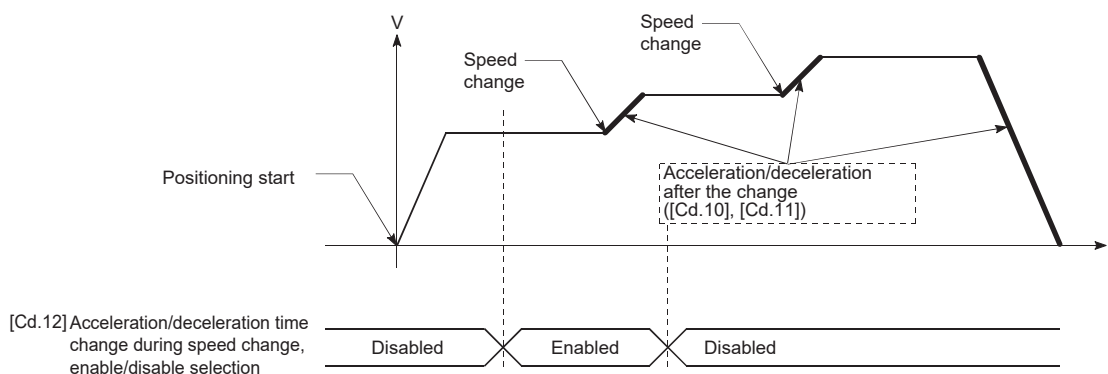 V
Speed
change
Speed
change
Positioning start
Acceleration/deceleration
after the change
([Cd.10], [Cd.11])
[Cd.12] Acceleration/deceleration time
change during speed change,
enable/disable selection
Disabled
Enabled
Disabled